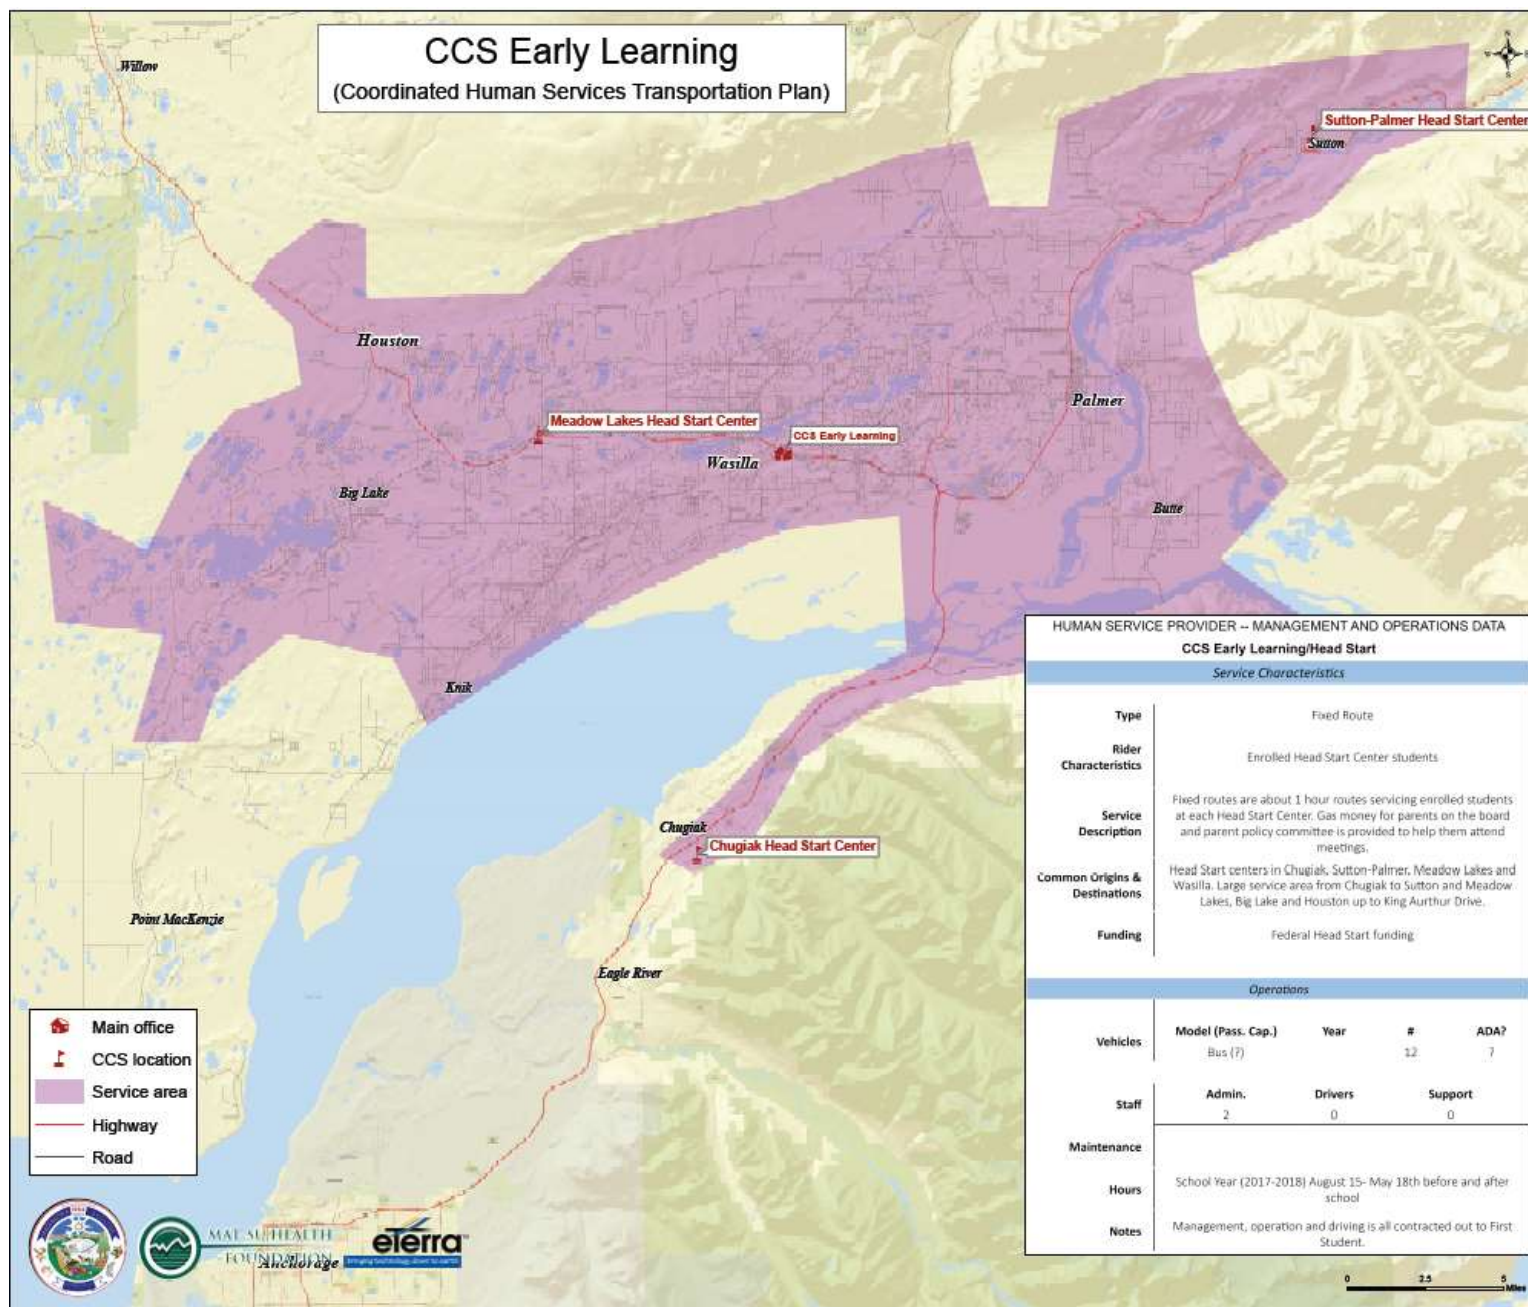 CCS Early Learning
(Coordinated Human Services Transportation Plan)
Willow
N
Sutton-Palmer Head Start Center
Sutton
Houston
Palmer
Meadow Lakes Head Start Center
CCS Early Learning
Wasilla
Big Lake
Butte
Knik
Chugiak
Chugiak Head Start Center
Point MacKenzie
Eagle River
Anchorage
HUMAN SERVICE PROVIDER -- MANAGEMENT AND OPERATIONS DATA
CCS Early Learning/Head Start
Service Characteristics
Type
Fixed Route
Rider
Characteristics
Enrolled Head Start Center students
Service
Description
Fixed routes are about 1 hour routes servicing enrolled students
at each Head Start Center. Gas money for parents on the board
and parent policy committee is provided to help them attend
meetings.
Common Origins &
Destinations
Head Start centers in Chugiak, Sutton-Palmer, Meadow Lakes and
Wasilla. Large service area from Chugiak to Sutton and Meadow
Lakes, Big Lake and Houston up to King Aurthur Drive.
Funding
Federal Head Start funding
Operations
Vehicles
Model (Pass. Cap.) Year # ADA?
Bus (?) 12 ?
Staff
Admin. Drivers Support
2 0 0
Maintenance
Hours
School Year (2017-2018) August 15- May 18th before and after
school
Notes
Management, operation and driving is all contracted out to First
Student.
Main office
CCS location
Service area
Highway
Road
MAT-SU HEALTH
FOUNDATION
eTerra
bringing technology down to earth
0 2.5 5
Miles